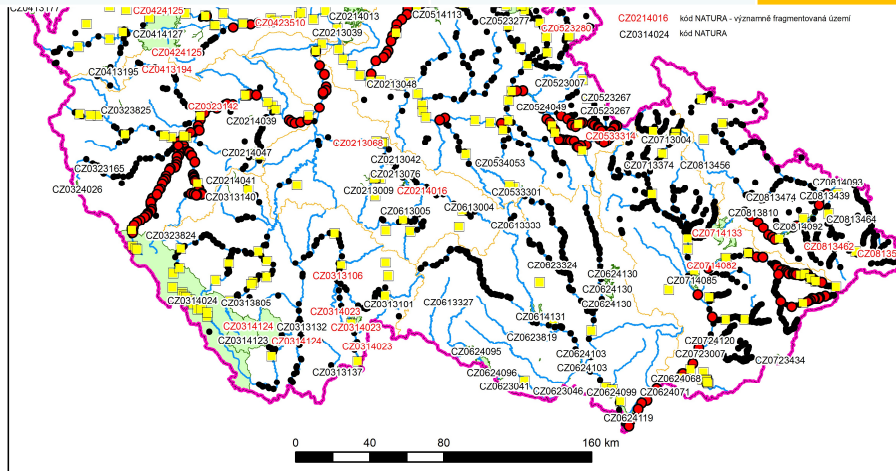 CZ0424125
CZ0423510
CZ0214013
CZ0514113
CZ0523277
CZ0523280
CZ0214016 kód NATURA - významné fragmentovaná území
CZ0314024 kód NATURA
CZ0414127
CZ0213039
CZ0424125
CZ0413195
CZ0413194
CZ0213048
CZ0523007
CZ0523267
CZ0523267
CZ0524049
CZ0323825
CZ0323142
CZ0214039
CZ0533314
CZ0713004
CZ0213068
CZ0214047
CZ0213042
CZ0534053
CZ0713374
CZ0813456
CZ0323165
CZ0324026
CZ0214041
CZ0213076
CZ0213009
CZ0214016
CZ0313140
CZ0533301
CZ0814093
CZ0813474
CZ0813439
CZ0613005
CZ0613004
CZ0613333
CZ0813810
CZ0813464
CZ0814092
CZ0323824
CZ0714133
CZ0813462
CZ0714082
CZ0623324
CZ0624130
CZ0714085
CZ0313106
CZ0624130
CZ0624130
CZ0314024
CZ0313805
CZ0313101
CZ0613327
CZ0314023
CZ0614131
CZ0314124
CZ0313132
CZ0314023
CZ0623819
CZ0314123
CZ0314124
CZ0314023
CZ0724120
CZ0624095
CZ0624103
CZ0723007
CZ0723434
CZ0313137
CZ0624096
CZ0624103
CZ0624068
CZ0623041
CZ0623046
CZ0624099
CZ0624071
CZ0624119
0 40 80 160 km